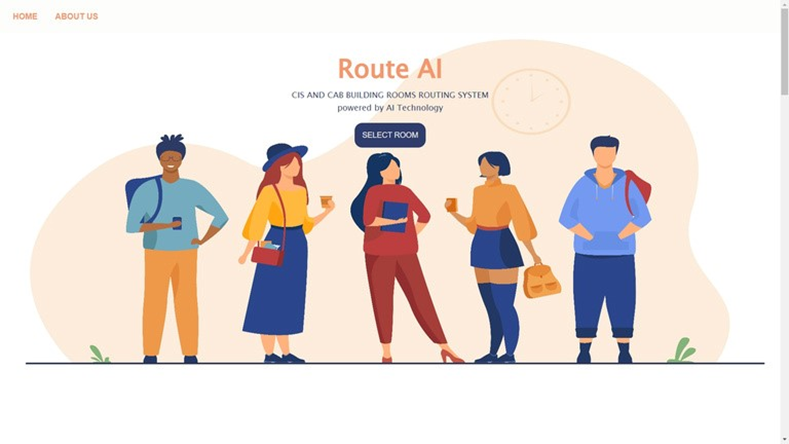 HOME ABOUT US
Route AI
CIS AND CAB BUILDING ROOMS ROUTING SYSTEM
powered by AI Technology
SELECT ROOM